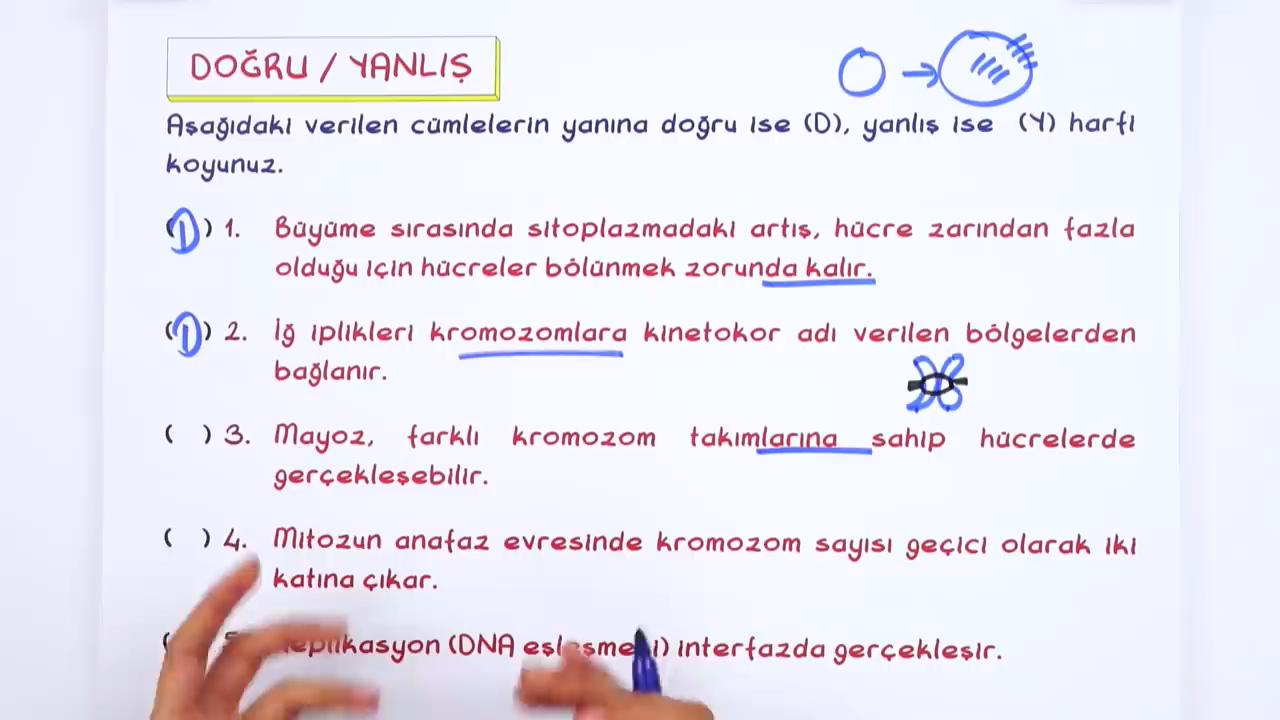 DOĞRU / YANLIŞ
Aşağıdaki verilen cümlelerin yanına doğru ise (D), yanlış ise (Y) harfi
koyunuz.
(D) 1. Büyüme sırasında sitoplazmadaki artış, hücre zarından fazla
olduğu için hücreler bölünmek zorunda kalır.
(D) 2. İğ iplikleri kromozomlara kinetokor adı verilen bölgelerden
bağlanır.
( ) 3. Mayoz, farklı kromozom takımlarına sahip hücrelerde
gerçekleşebilir.
( ) 4. Mitozun anafaz evresinde kromozom sayısı geçici olarak iki
katına çıkar.
(DNA interfazda gerçekleşir.